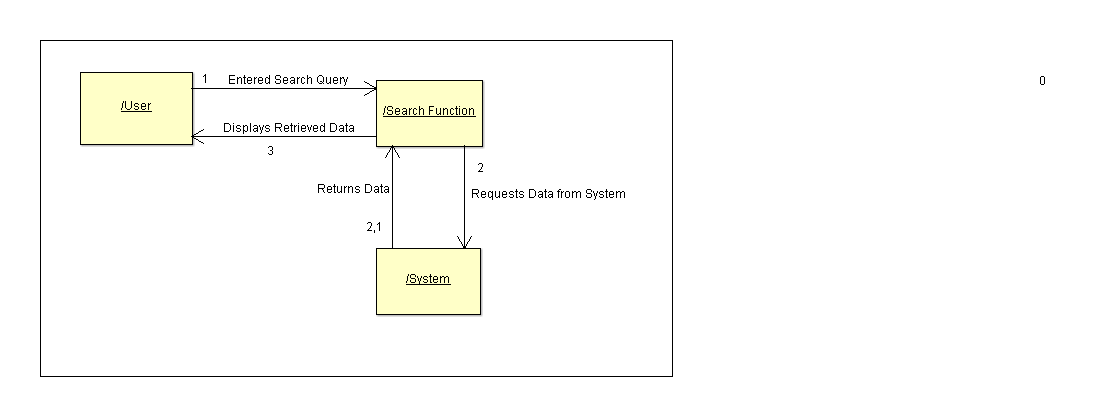 1 Entered Search Query
0
/User
/Search Function
Displays Retrieved Data
3
2
Returns Data
Requests Data from System
2,1
/System